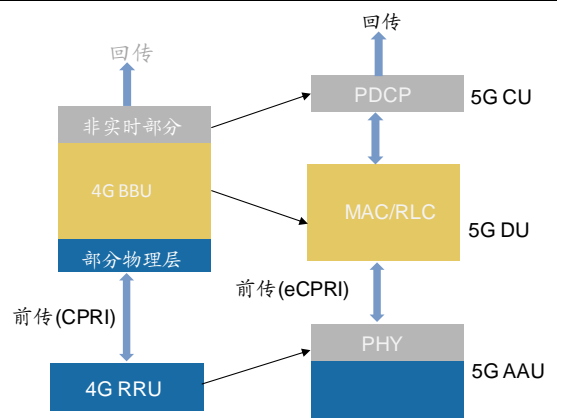 回传
非实时部分
4G BBU
部分物理层
前传(CPRI)
4G RRU
回传
PDCP
5G CU
MAC/RLC
5G DU
前传(eCPRI)
PHY
5G AAU